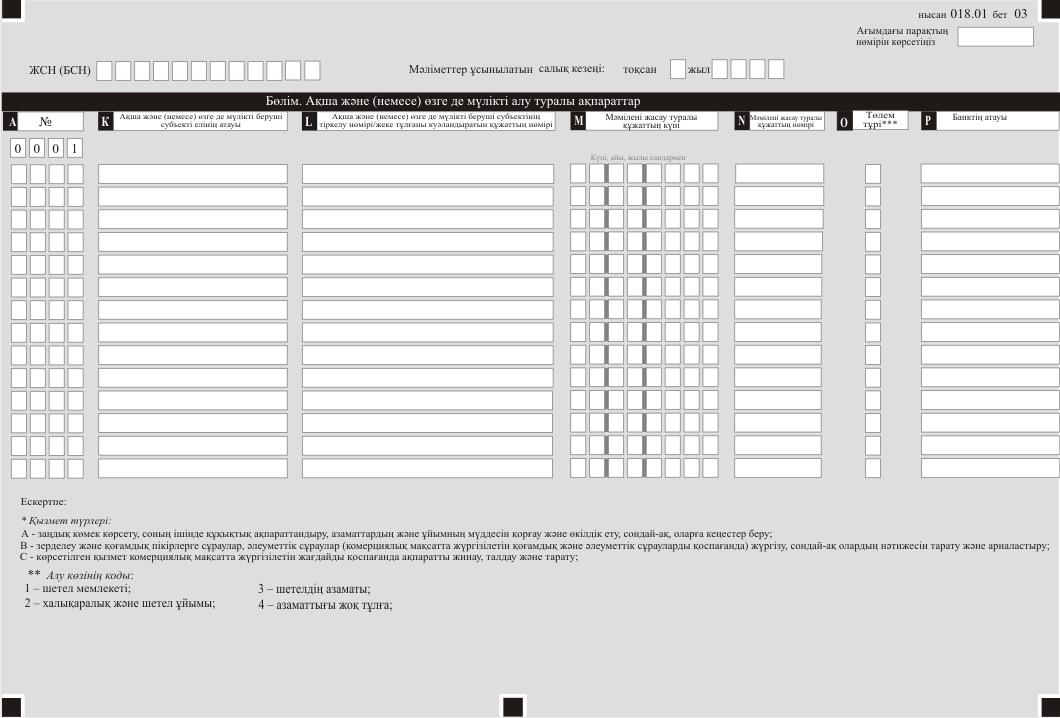 нысан 018.01 бет 03
Ағымдағы парақтың
нөмірін көрсетіңіз
ЖСН (БСН)
Мәліметтер ұсынылатын салық кезеңі: тоқсан жыл
Бөлім. Ақша және (немесе) өзге де мүлікті алу туралы ақпараттар
A №
K Ақша және (немесе) өзге де мүлікті беруші
субъекті елінің атауы
L Ақша және (немесе) өзге де мүлікті беруші субъектінің
тіркелу нөмірі/жеке тұлғаны куәландыратын құжаттың нөмірі
M Мәмілені жасау туралы
құжаттың күні
N Мәмілені жасау туралы
құжаттың нөмірі
O Төлем
түрі***
P Банктің атауы
0 0 0 1
Күні, айы, жылы сандармен
Ескертпе:
* Қызмет түрлері:
А - заңдық көмек көрсету, соның ішінде құқықтық ақпараттандыру, азаматтардың және ұйымның мүддесін қорғау және өкілдік ету, сондай-ақ, оларға кеңестер беру;
В - зерделеу және қоғамдық пікірлерге сұраулар, әлеуметтік сұраулар (комерциялық мақсатта жүргізілетін қоғамдық және әлеуметтік сұрауларды қоспағанда) жүргізу, сондай-ақ олардың нәтижесін тарату және арналастыру;
С - көрсетілген қызмет комерциялық мақсатта жүргізілетін жағдайды қоспағанда ақпаратты жинау, талдау және тарату;
** Алу көзінің коды:
1 – шетел мемлекеті;
2 – халықаралық және шетел ұйымы;
3 – шетелдің азаматы;
4 – азаматтығы жоқ тұлға;